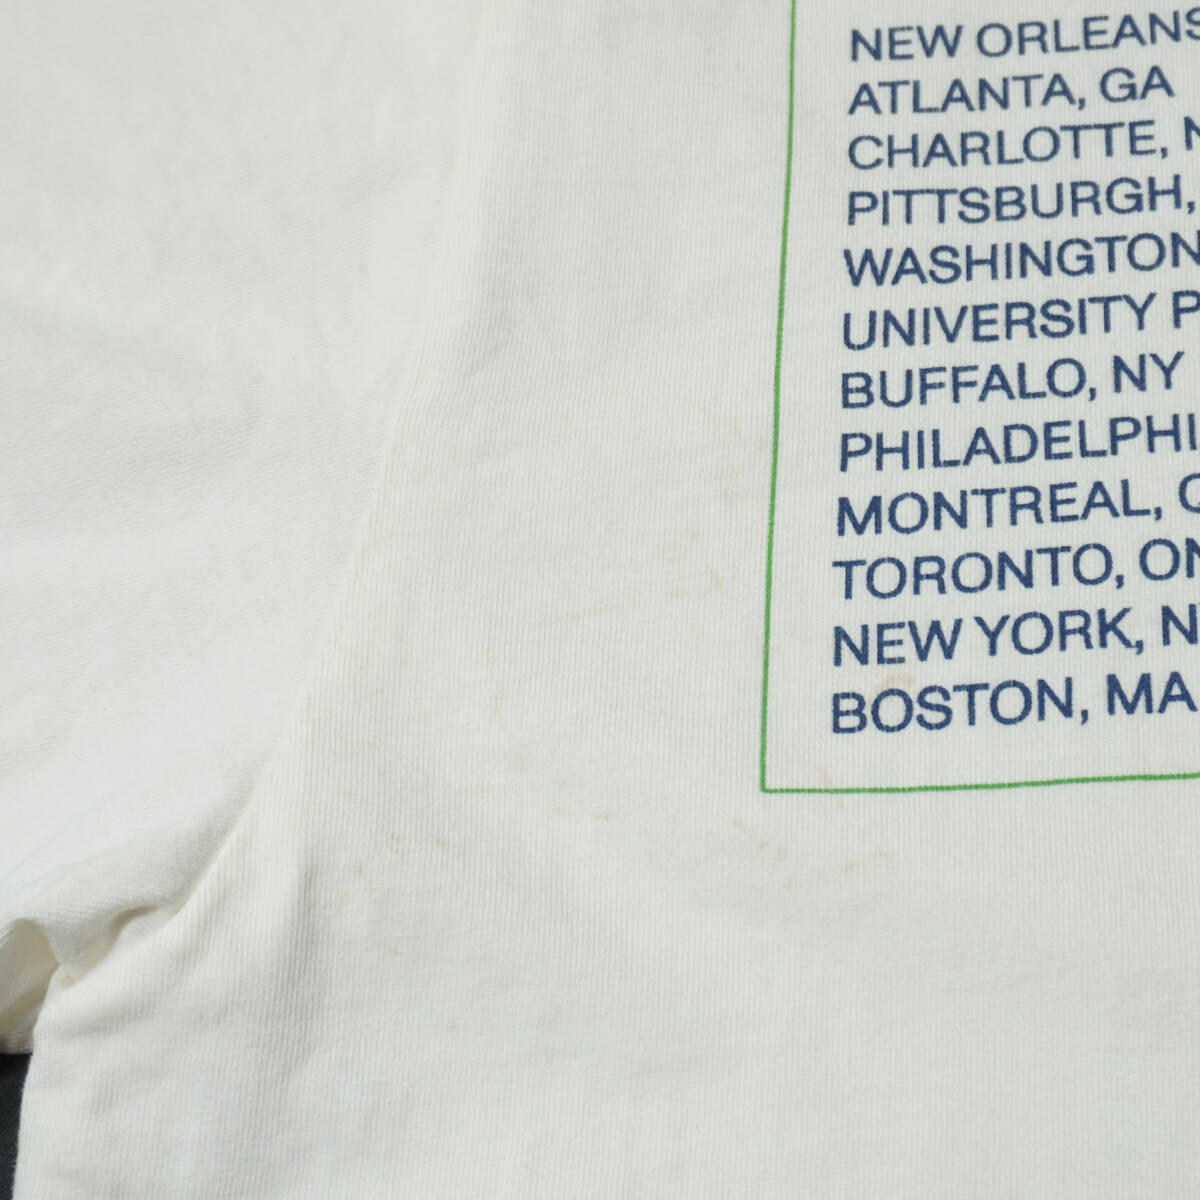 NEW ORLEANS
ATLANTA, GA
CHARLOTTE, N
PITTSBURGH,
WASHINGTON
UNIVERSITY P
BUFFALO, NY
PHILADELPHI
MONTREAL, Q
TORONTO, ON
NEW YORK, N
BOSTON, MA